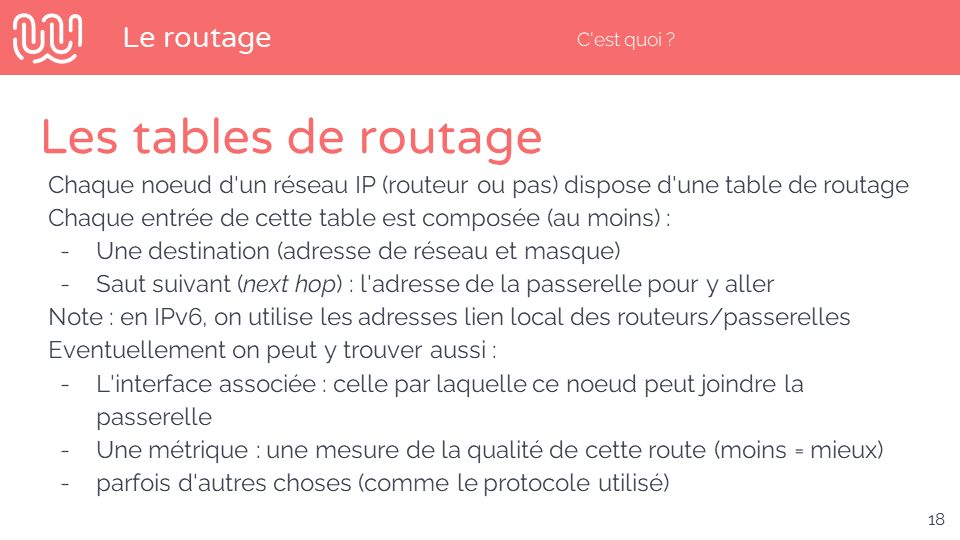 Le routage
C'est quoi ?
Les tables de routage
Chaque noeud d'un réseau IP (routeur ou pas) dispose d'une table de routage
Chaque entrée de cette table est composée (au moins) :
- Une destination (adresse de réseau et masque)
- Saut suivant (next hop) : l'adresse de la passerelle pour y aller
Note : en IPv6, on utilise les adresses lien local des routeurs/passerelles
Eventuellement on peut y trouver aussi :
- L'interface associée : celle par laquelle ce noeud peut joindre la
passerelle
- Une métrique : une mesure de la qualité de cette route (moins = mieux)
- parfois d'autres choses (comme le protocole utilisé)
18